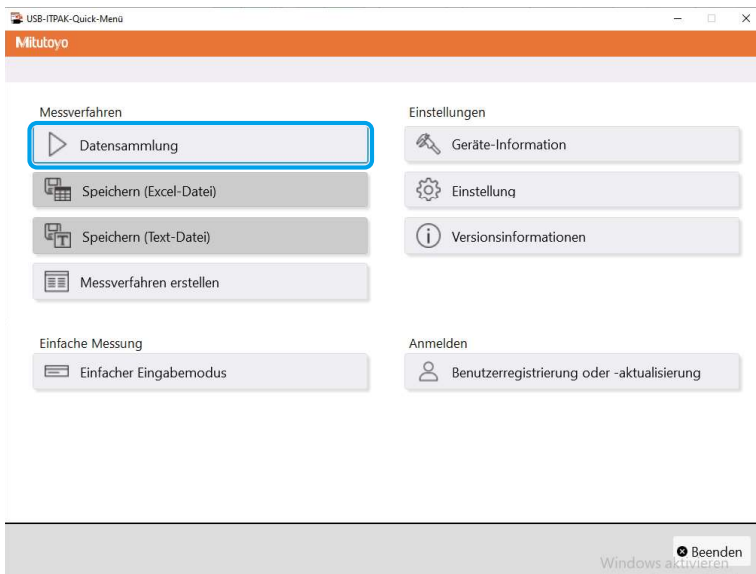 USB-ITPAK-Quick-Menü
Mitutoyo
Messverfahren
Datensammlung
Speichern (Excel-Datei)
Speichern (Text-Datei)
Messverfahren erstellen
Einfache Messung
Einfacher Eingabemodus
Einstellungen
Geräte-Information
Einstellung
Versionsinformationen
Anmelden
Benutzerregistrierung oder -aktualisierung
Beenden
Windows aktivieren